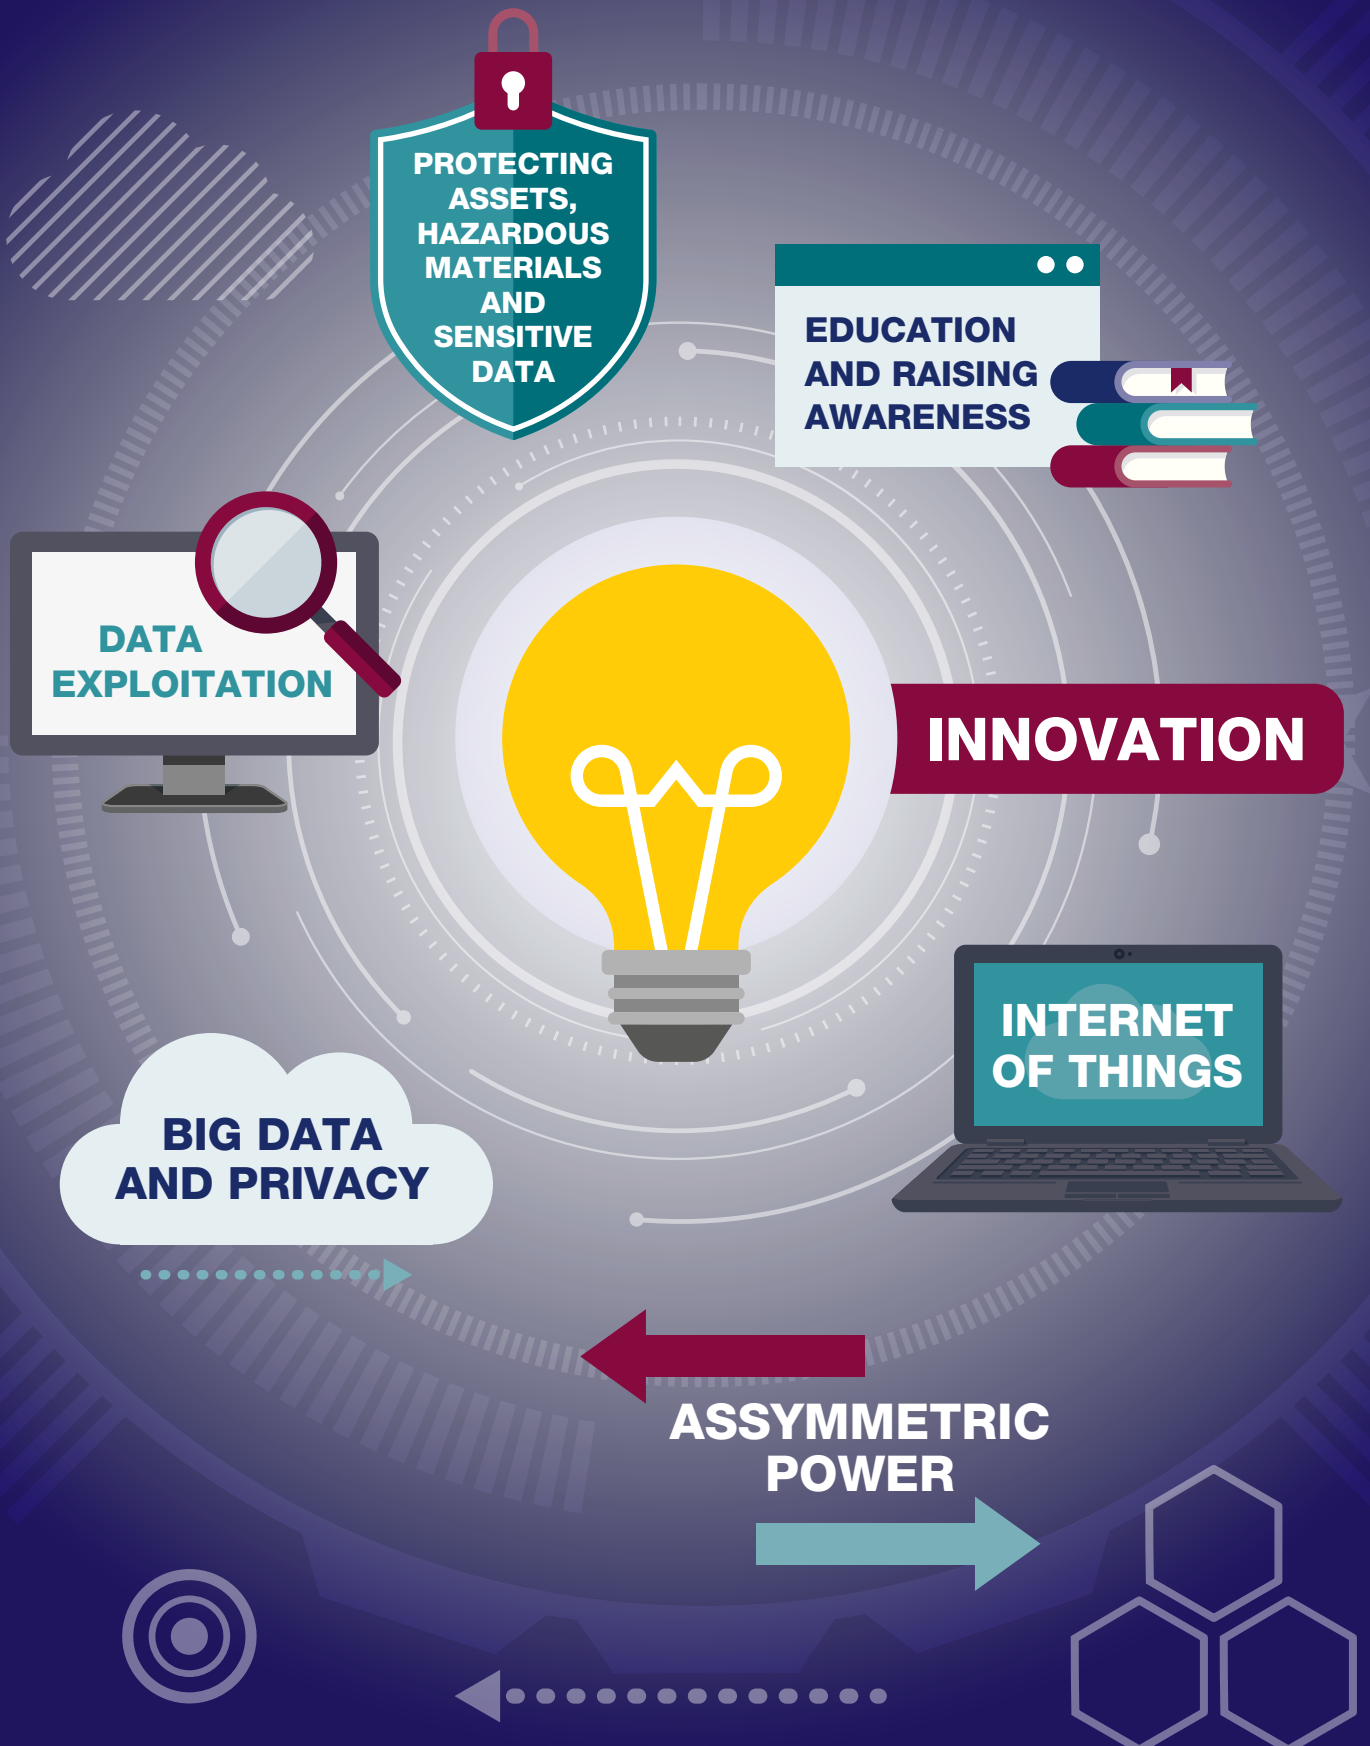 PROTECTING
ASSETS,
HAZARDOUS
MATERIALS
AND
SENSITIVE
DATA
EDUCATION
AND RAISING
AWARENESS
DATA
EXPLOITATION
INNOVATION
INTERNET
OF THINGS
BIG DATA
AND PRIVACY
ASSYMMETRIC
POWER